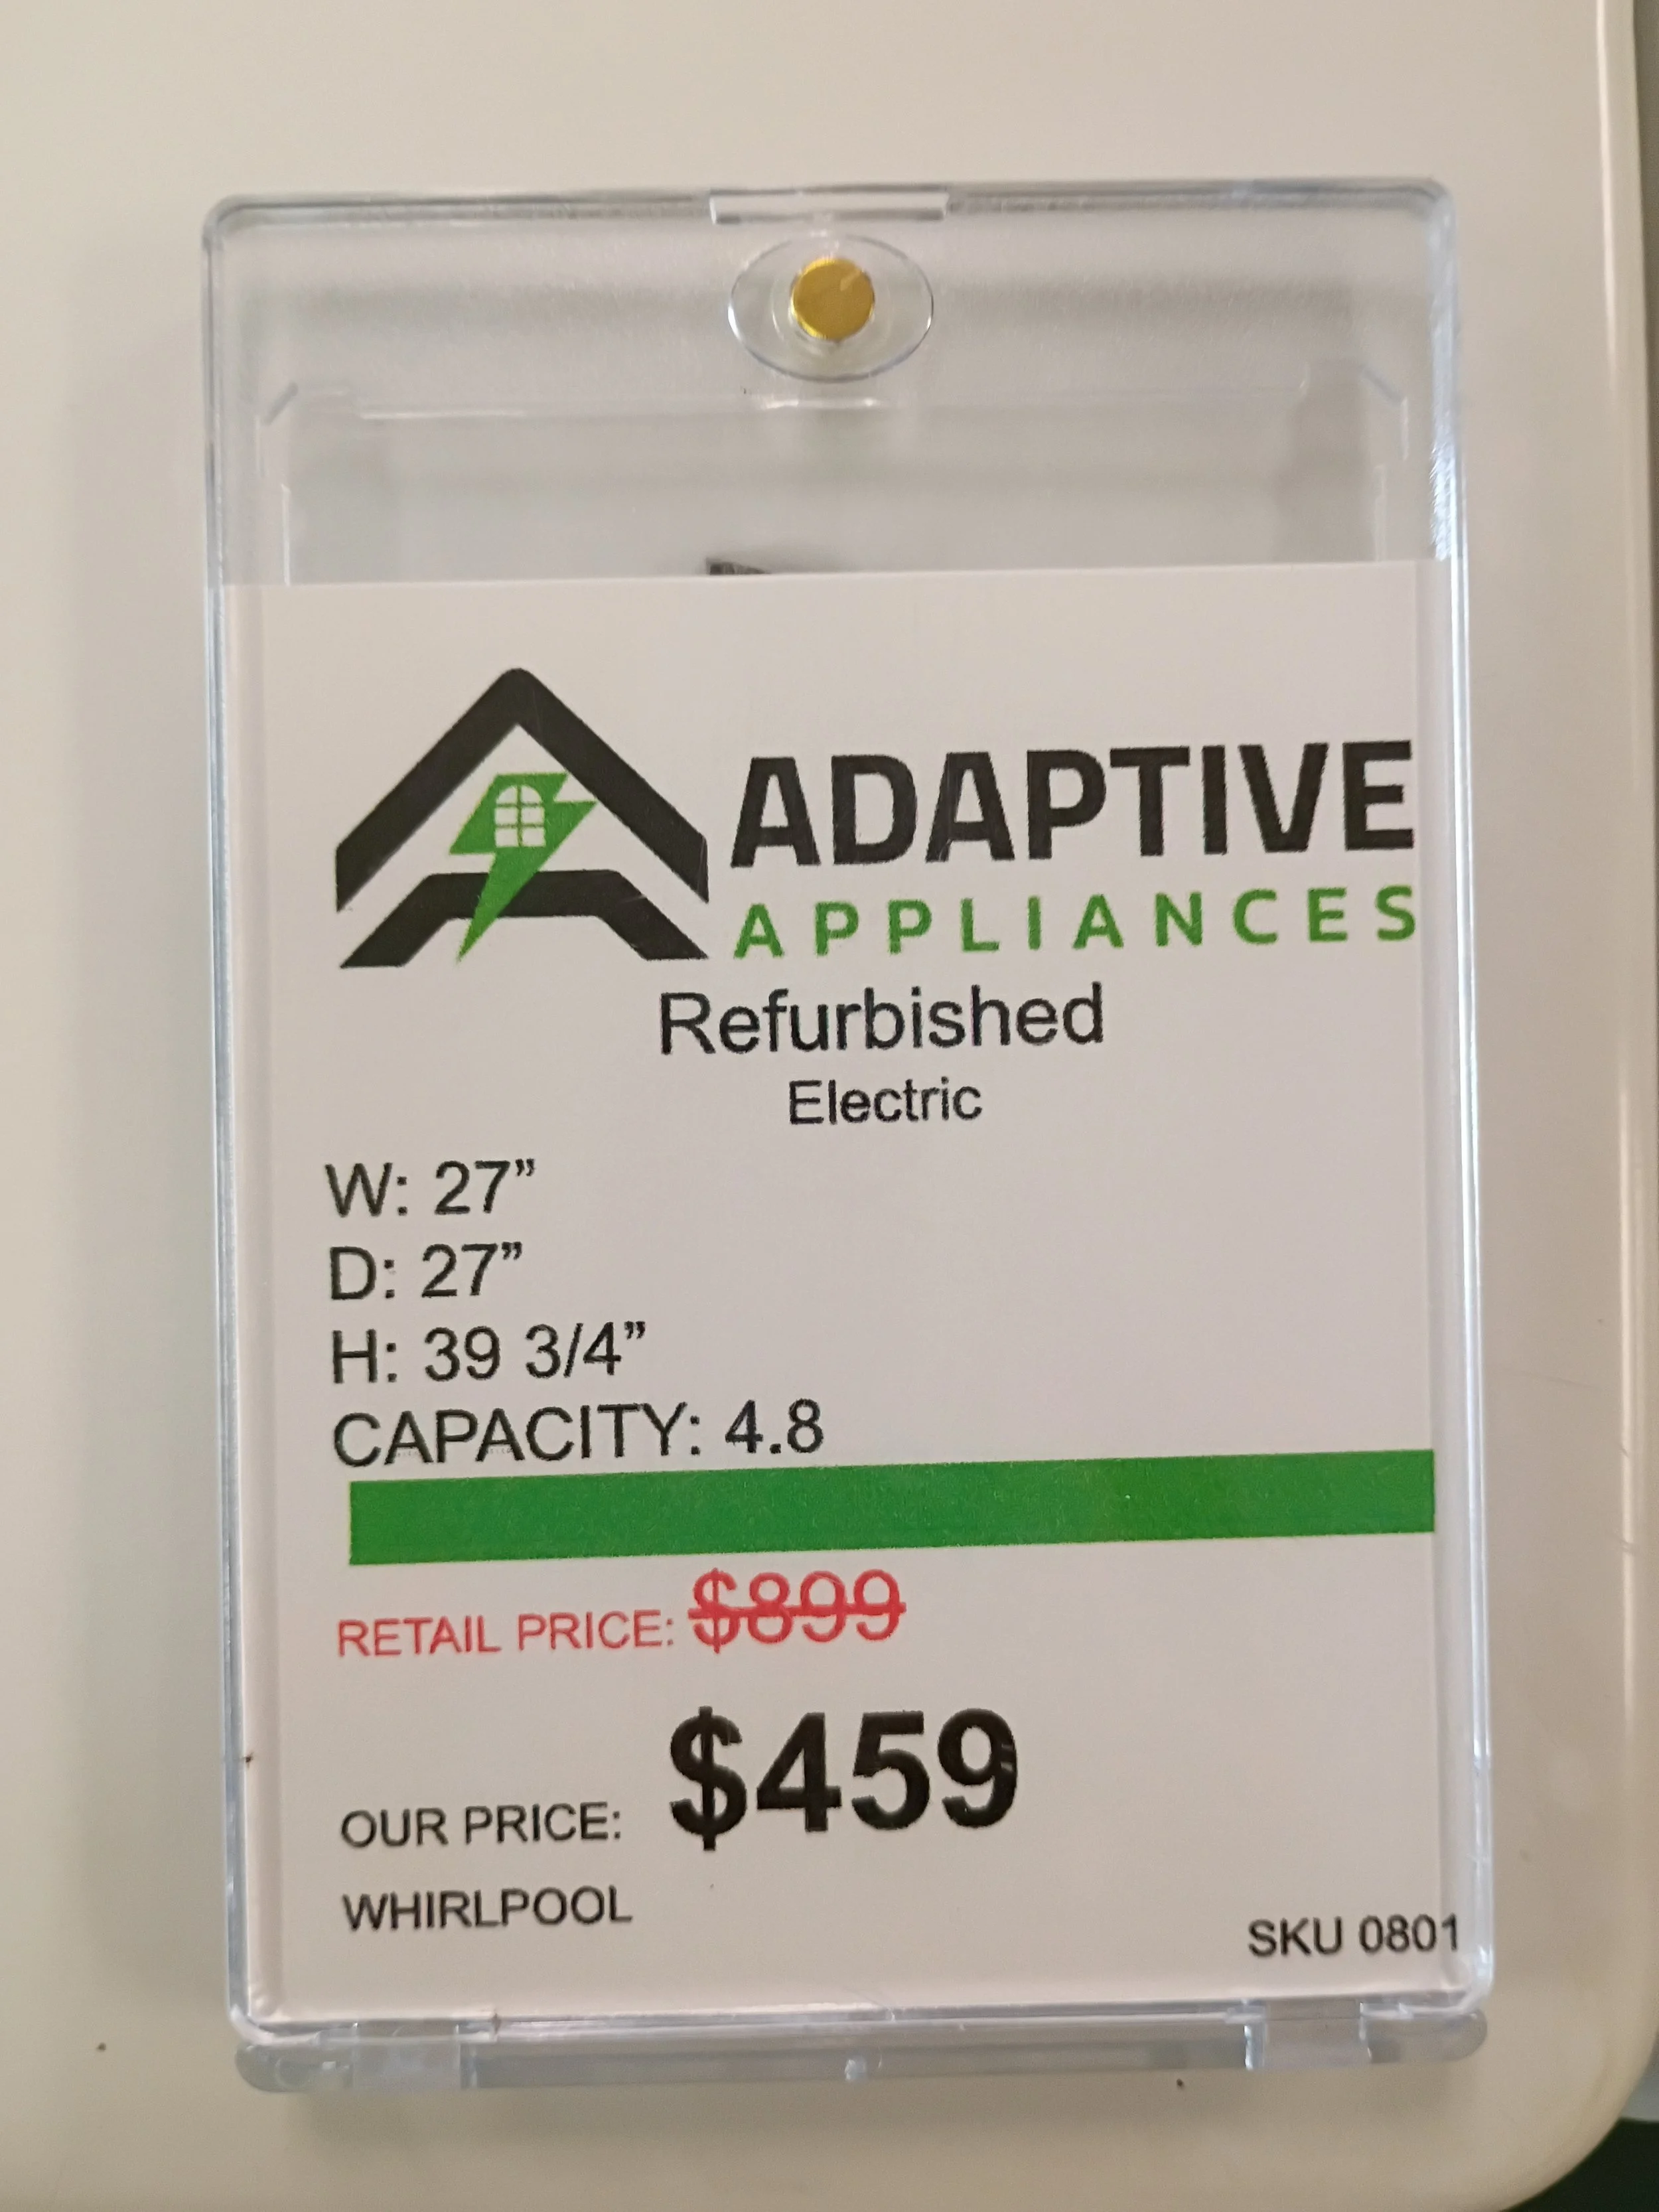 ADAPTIVE
APPLIANCES
Refurbished
Electric
W: 27”
D: 27”
H: 39 3/4”
CAPACITY: 4.8
RETAIL PRICE: $899
OUR PRICE: $459
WHIRLPOOL
SKU 0801